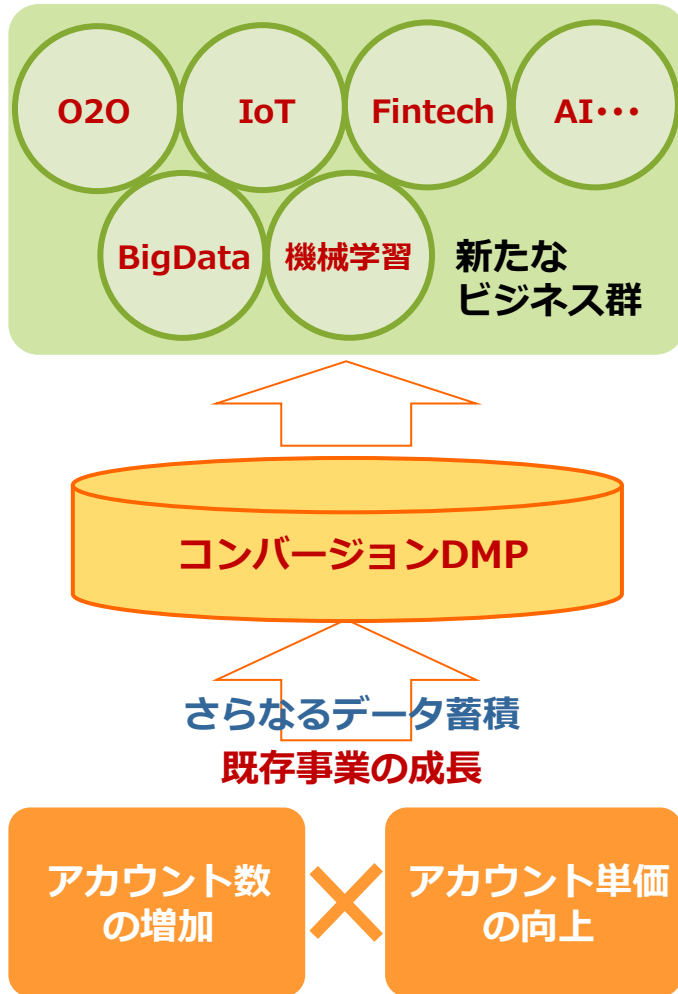 O2O
IoT
Fintech
AI・・・
BigData
機械学習
新たな
ビジネス群
コンバージョンDMP
さらなるデータ蓄積
既存事業の成長
アカウント数
の増加
×
アカウント単価
の向上